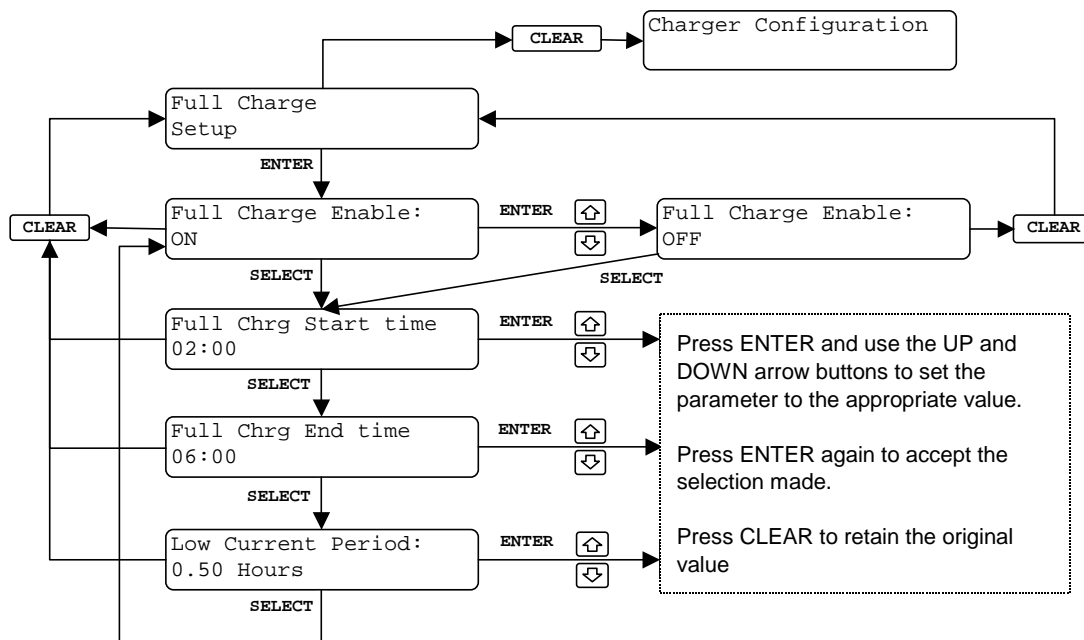 CLEAR
Charger Configuration
Full Charge
Setup
ENTER
CLEAR
Full Charge Enable:
ON
ENTER
Full Charge Enable:
OFF
CLEAR
SELECT
SELECT
Full Chrg Start time
02:00
ENTER
SELECT
Full Chrg End time
06:00
ENTER
SELECT
Low Current Period:
0.50 Hours
ENTER
SELECT
Press ENTER and use the UP and
DOWN arrow buttons to set the
parameter to the appropriate value.
Press ENTER again to accept the
selection made.
Press CLEAR to retain the original
value